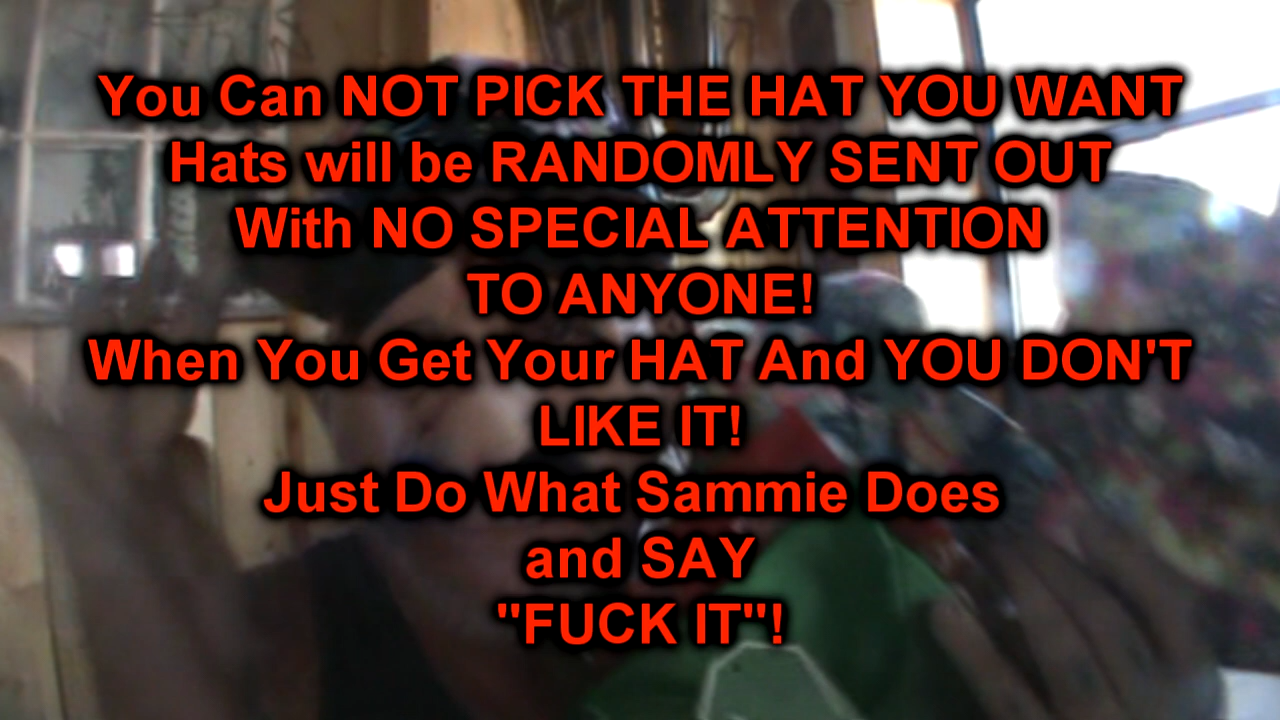 You Can NOT PICK THE HAT YOU WANT
Hats will be RANDOMLY SENT OUT
With NO SPECIAL ATTENTION
TO ANYONE!
When You Get Your HAT And YOU DON'T
LIKE IT!
Just Do What Sammie Does
and SAY
"FUCK IT"!